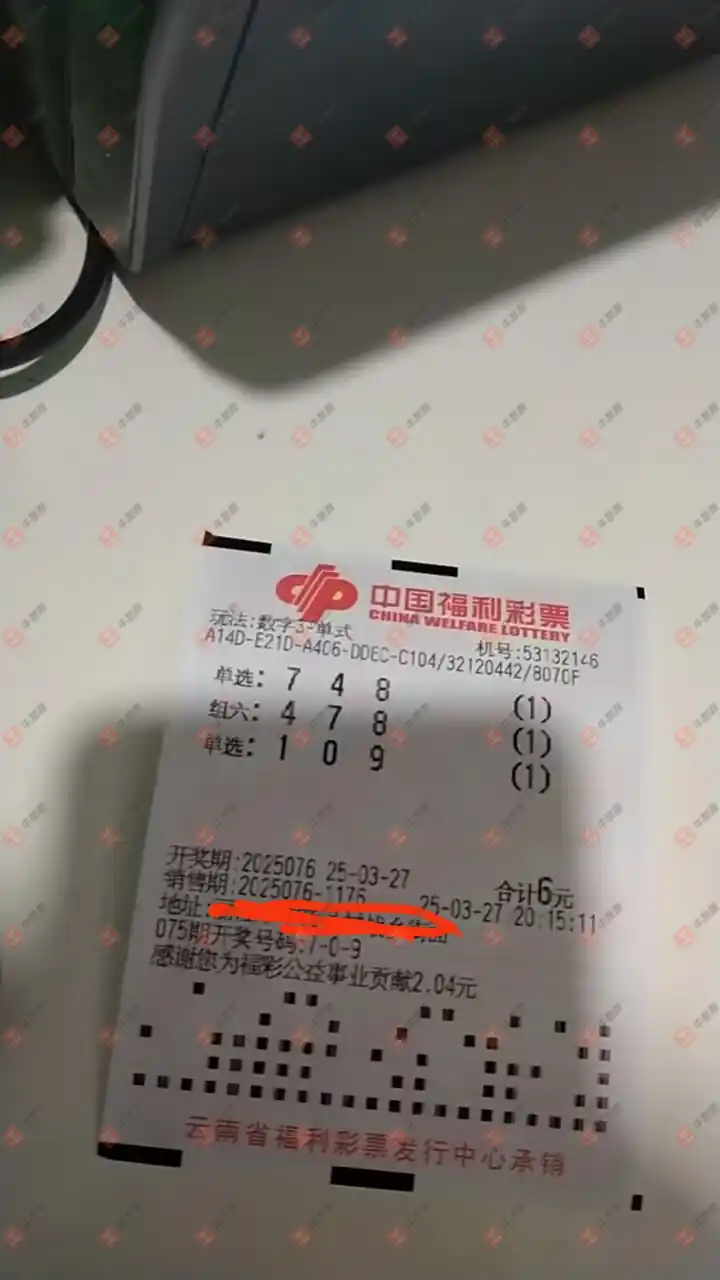 中国福利彩票
CHINA WELFARE LOTTERY
玩法:数字3-单式
机号:53132146
A14D-E21D-A406-DDEC-C104/32120442/8070F
单选: 7 4 8 (1)
组六: 4 7 8 (1)
单选: 1 0 9 (1)
开奖期:2025076 25-03-27 合计6元
销售期:2025076-1176 25-03-27 20:15:11
地址:
075期开奖号码:7-0-9
感谢您为福彩公益事业贡献2.04元
云南省福利彩票发行中心承销